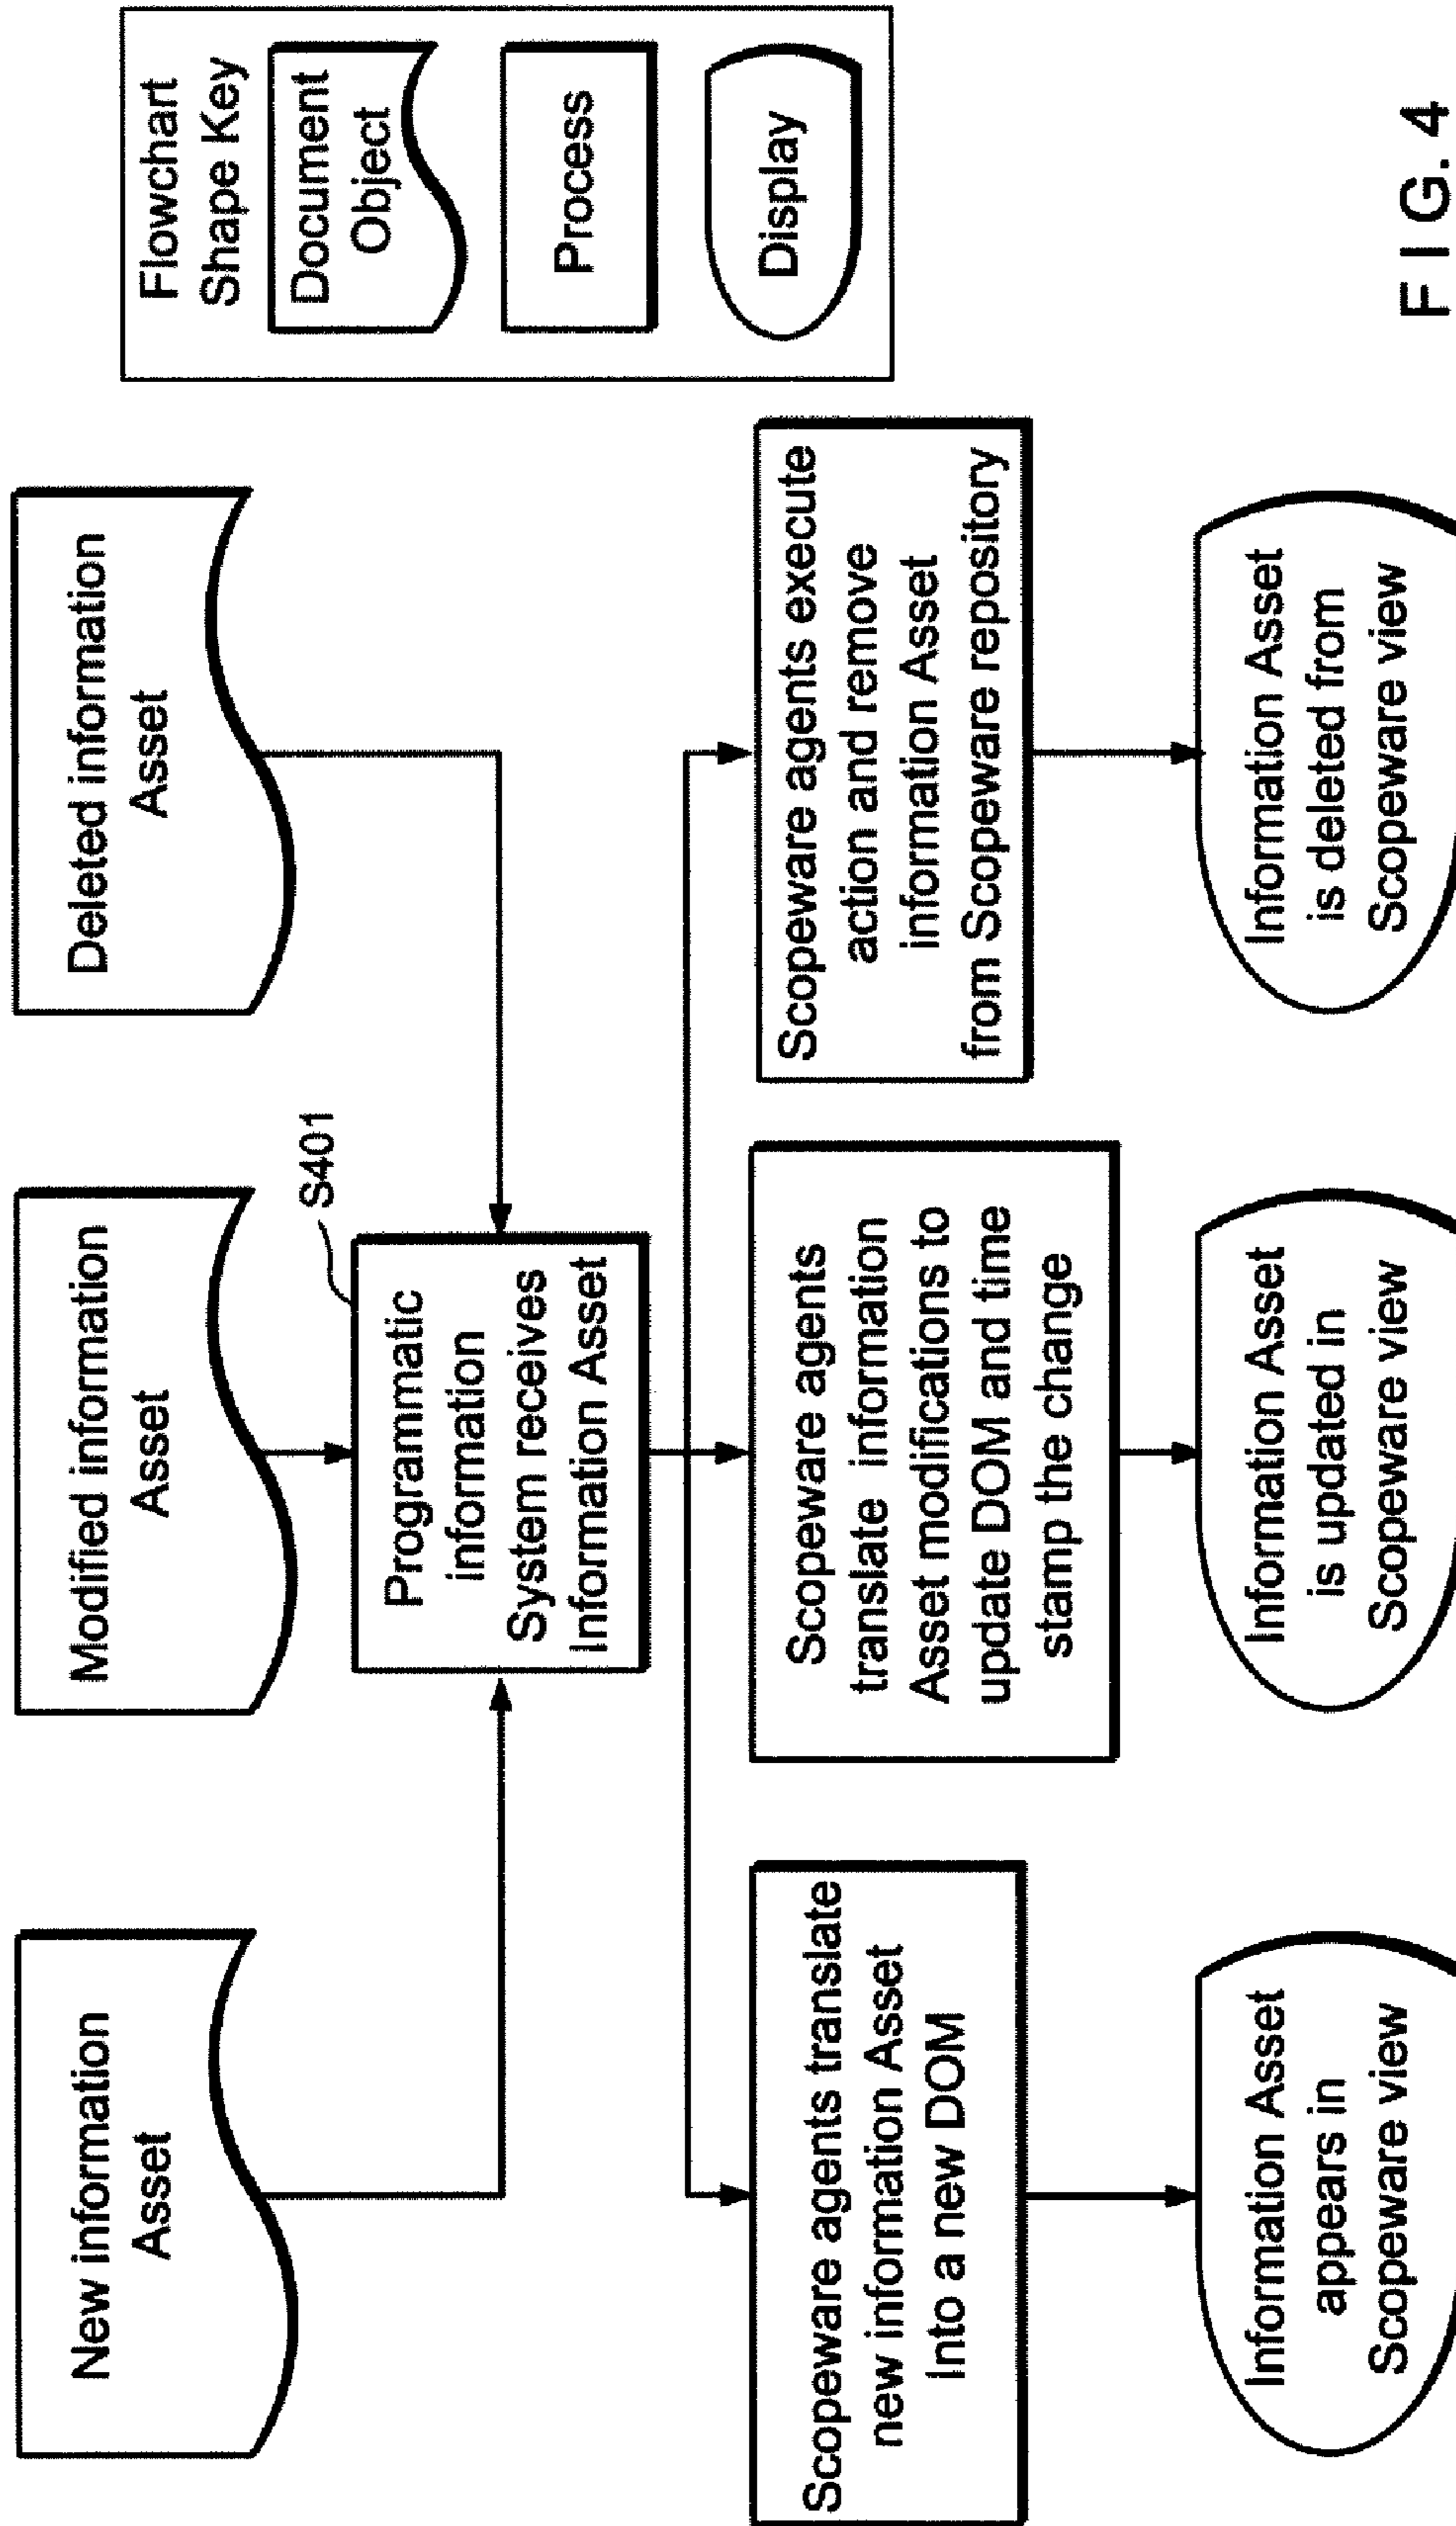 New information
Asset
Modified information
Asset
Deleted information
Asset
S401
Programmatic
information
System receives
Information Asset
Scopeware agents translate
new information Asset
Into a new DOM
Scopeware agents
translate information
Asset modifications to
update DOM and time
stamp the change
Scopeware agents execute
action and remove
information Asset
from Scopeware repository
Information Asset
appears in
Scopeware view
Information Asset
is updated in
Scopeware view
Information Asset
is deleted from
Scopeware view
Flowchart
Shape Key
Document
Object
Process
Display
FIG. 4